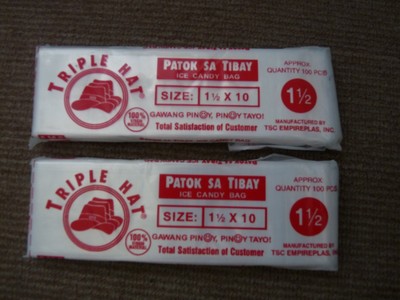 TRIPLE HAT
PATOK SA TIBAY
ICE CANDY BAG
SIZE: 1½ X 10
GAWANG PINOY, PINOY TAYO!
100%
Total Satisfaction of Customer
APPROX.
QUANTITY 100 PCS
1½
MANUFACTURED BY
TSC EMPIREPLAS, INC.
TRIPLE HAT
PATOK SA TIBAY
ICE CANDY BAG
SIZE: 1½ X 10
GAWANG PINOY, PINOY TAYO!
100%
Total Satisfaction of Customer
APPROX.
QUANTITY 100 PCS
1½
MANUFACTURED BY
TSC EMPIREPLAS, INC.